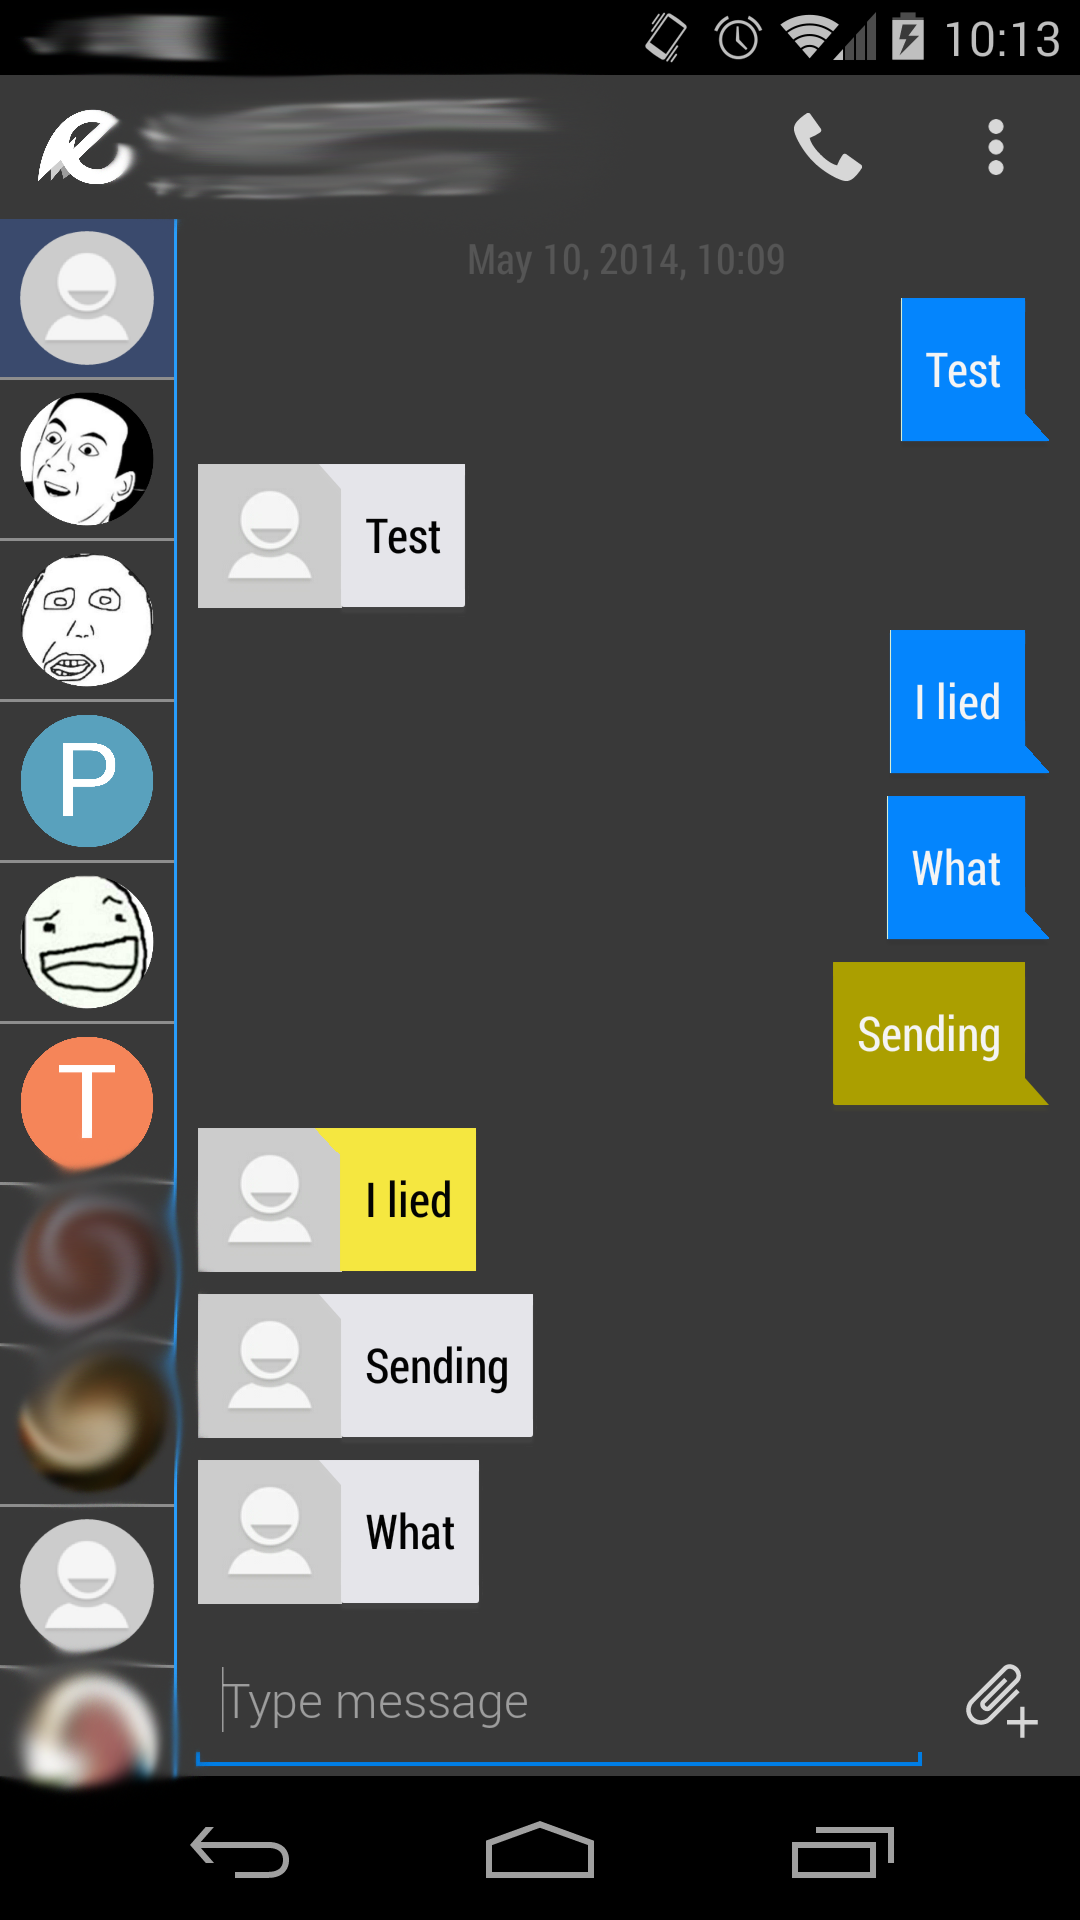 10:13
May 10, 2014, 10:09
Test
Test
I lied
What
P
Sending
T
I lied
Sending
What
Type message